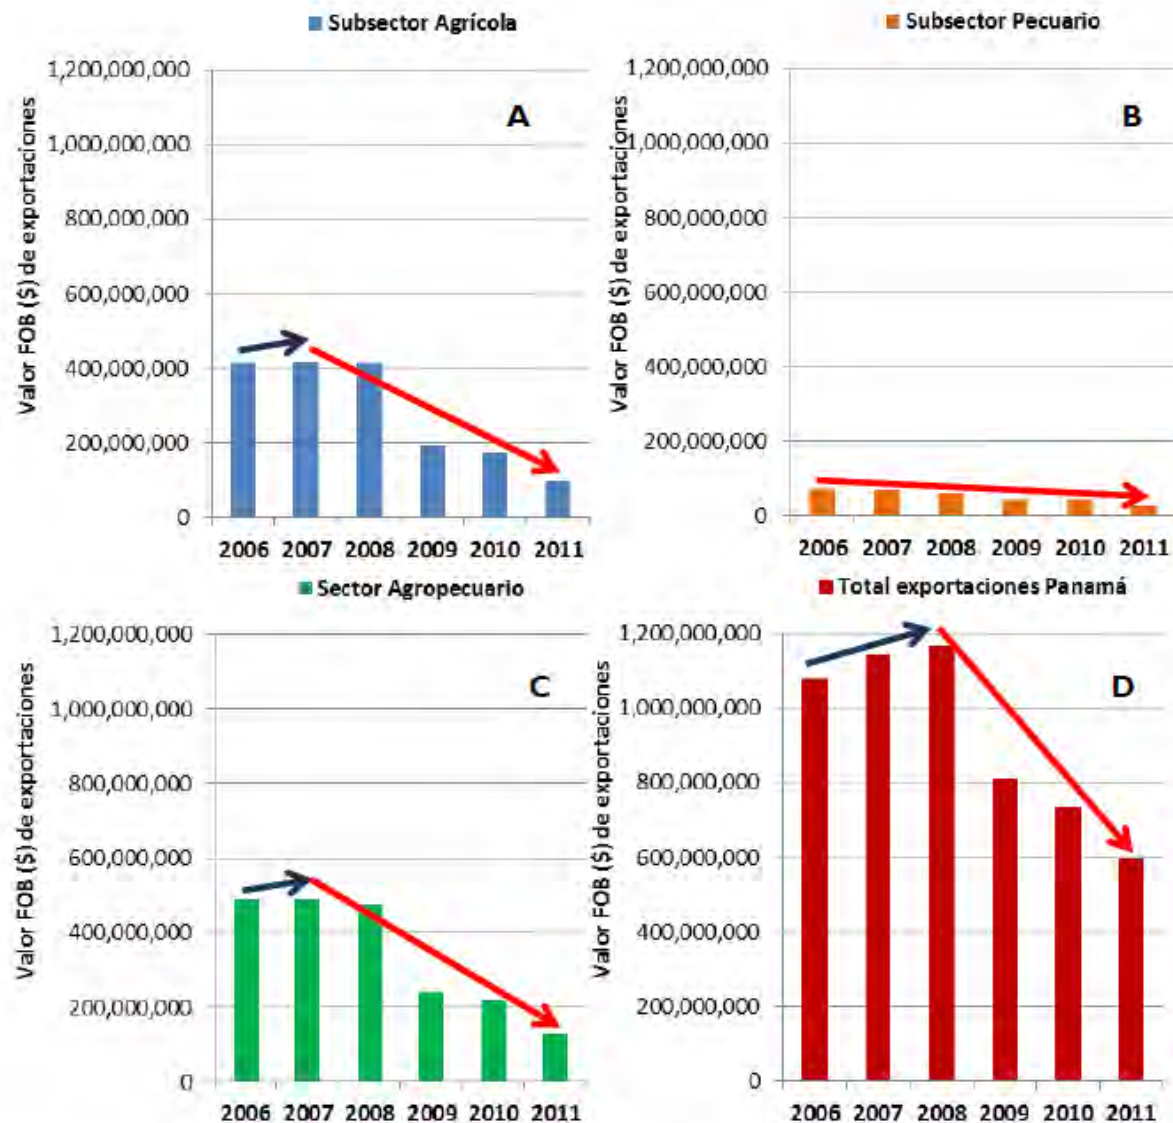 Subsector Agrícola
Valor FOB ($) de exportaciones
1,200,000,000
1,000,000,000
800,000,000
600,000,000
400,000,000
200,000,000
0
A
2006 2007 2008 2009 2010 2011
Subsector Pecuario
Valor FOB ($) de exportaciones
1,200,000,000
1,000,000,000
800,000,000
600,000,000
400,000,000
200,000,000
0
B
2006 2007 2008 2009 2010 2011
Sector Agropecuario
Valor FOB ($) de exportaciones
1,200,000,000
1,000,000,000
800,000,000
600,000,000
400,000,000
200,000,000
0
C
2006 2007 2008 2009 2010 2011
Total exportaciones Panamá
Valor FOB ($) de exportaciones
1,200,000,000
1,000,000,000
800,000,000
600,000,000
400,000,000
200,000,000
0
D
2006 2007 2008 2009 2010 2011